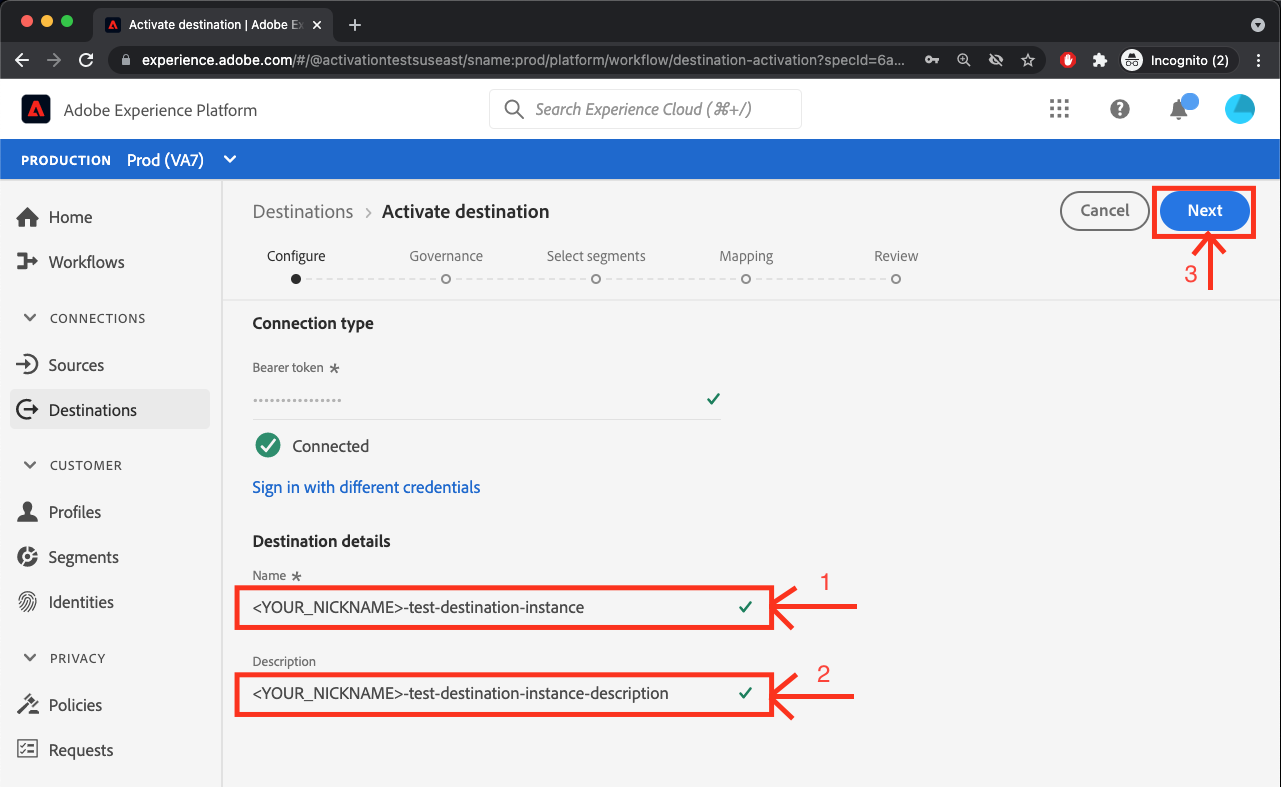 Activate destination | Adobe Ex
experience.adobe.com/#/@activationtestsuseast/sname:prod/platform/workflow/destination-activation?specId=6a...
Incognito (2)
Adobe Experience Platform
Search Experience Cloud (⌘+/)
PRODUCTION Prod (VA7)
Home
Workflows
CONNECTIONS
Sources
Destinations
CUSTOMER
Profiles
Segments
Identities
PRIVACY
Policies
Requests
Destinations > Activate destination
Cancel
Next
3
Configure
Governance
Select segments
Mapping
Review
Connection type
Bearer token *
••••••••••••••••
Connected
Sign in with different credentials
Destination details
Name *
<YOUR_NICKNAME>-test-destination-instance
1
Description
<YOUR_NICKNAME>-test-destination-instance-description
2